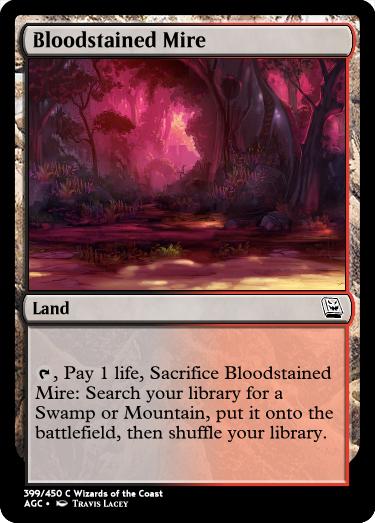 Bloodstained Mire
Land
, Pay 1 life, Sacrifice Bloodstained
Mire: Search your library for a
Swamp or Mountain, put it onto the
battlefield, then shuffle your library.
399/450 C Wizards of the Coast
AGC • Travis Lacey